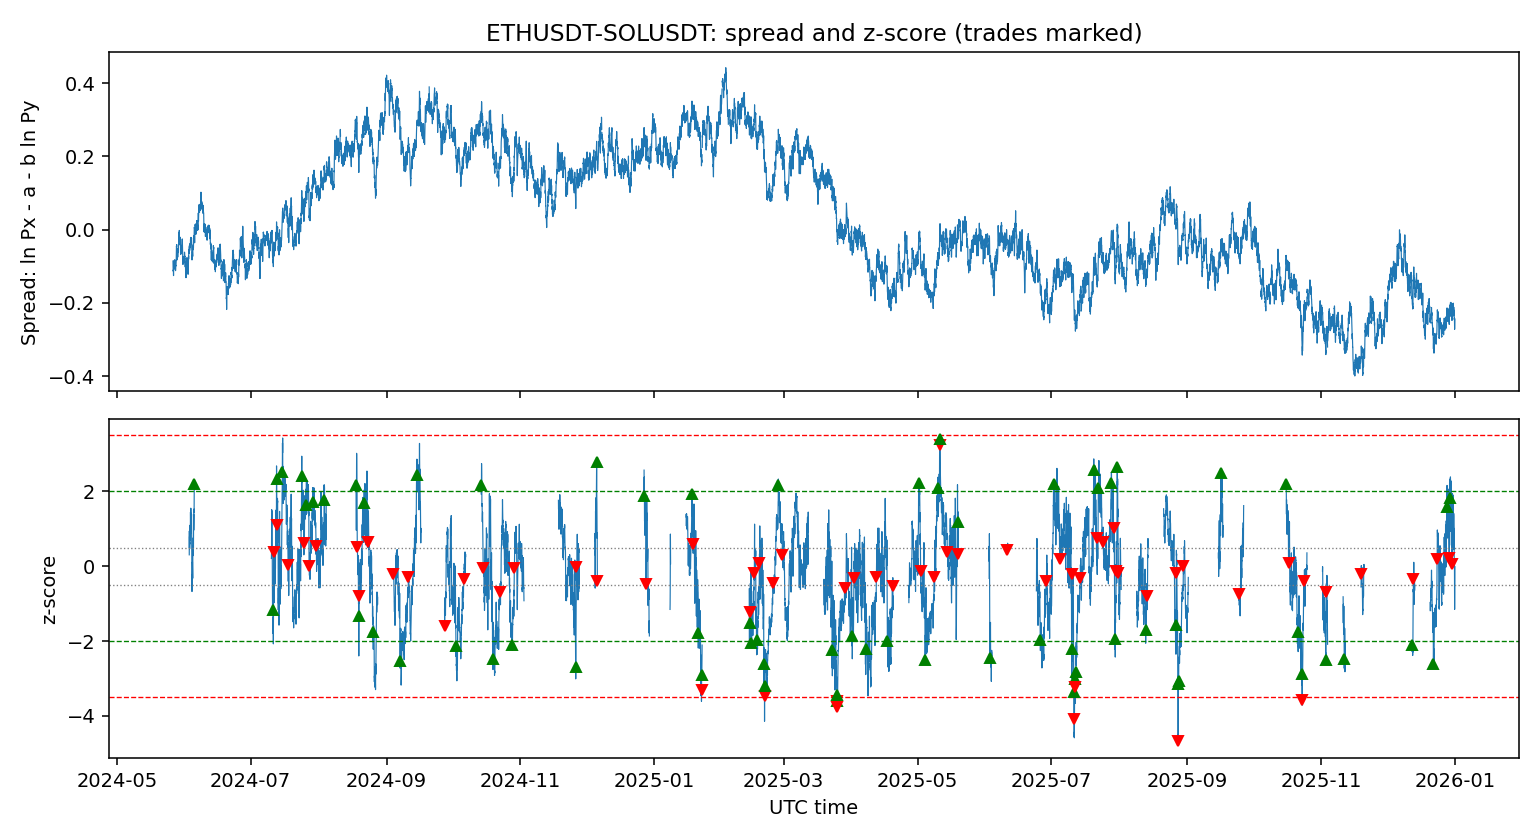 ETHUSDT-SOLUSDT: spread and z-score (trades marked)
Spread: ln Px - a - b ln Py
0.4
0.2
0.0
−0.2
−0.4
z-score
2
0
−2
−4
2024-05 2024-07 2024-09 2024-11 2025-01 2025-03 2025-05 2025-07 2025-09 2025-11 2026-01
UTC time